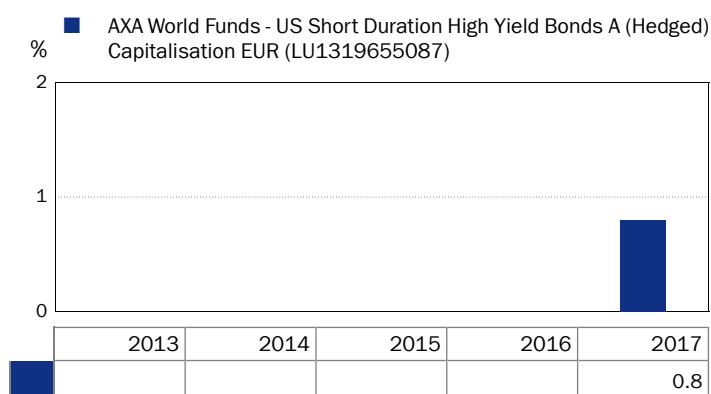 AXA World Funds - US Short Duration High Yield Bonds A (Hedged)
Capitalisation EUR (LU1319655087)
%
2
1
0
2013 2014 2015 2016 2017
0.8